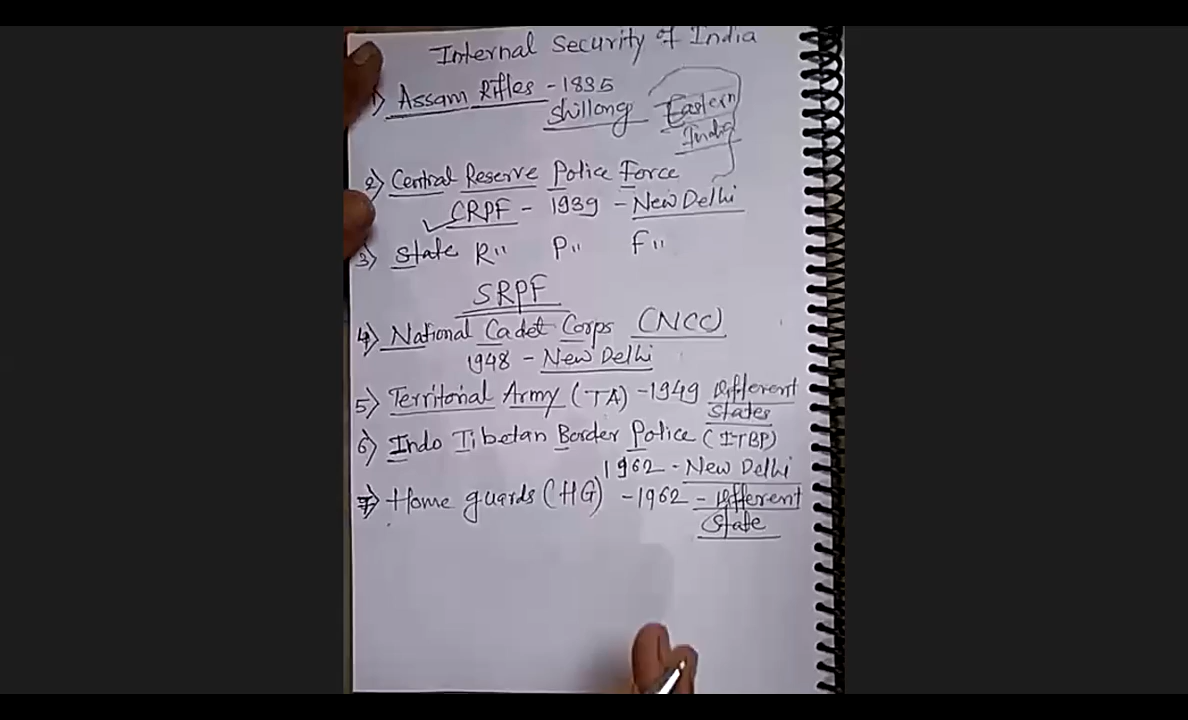 Internal Security of India
1) Assam Rifles - 1835
Shillong Eastern
India
2) Central Reserve Police Force
CRPF - 1939 - New Delhi
3) State R" P" F"
SRPF
4) National Cadet Corps (NCC)
1948 - New Delhi
5) Territorial Army (TA) - 1949 Different
States
6) Indo Tibetan Border Police (ITBP)
1962 - New Delhi
7) Home guards (HG) - 1962 - Different
State